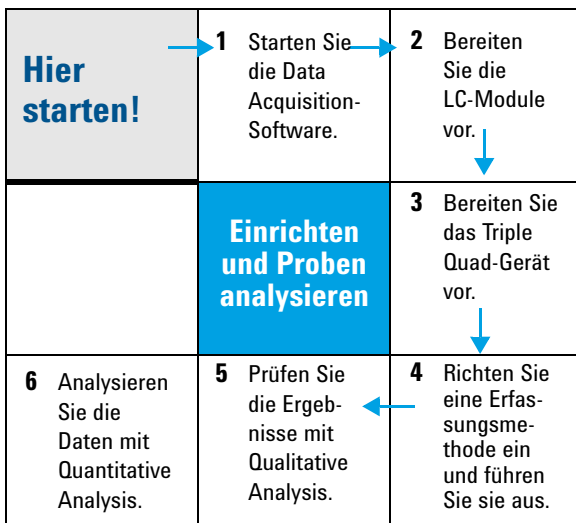 Hier
starten!
1 Starten Sie
die Data
Acquisition-
Software.
2 Bereiten
Sie die
LC-Module
vor.
Einrichten
und Proben
analysieren
3 Bereiten Sie
das Triple
Quad-Gerät
vor.
6 Analysieren
Sie die
Daten mit
Quantitative
Analysis.
5 Prüfen Sie
die Ergeb-
nisse mit
Qualitative
Analysis.
4 Richten Sie
eine Erfas-
sungsme-
thode ein
und führen
Sie sie aus.